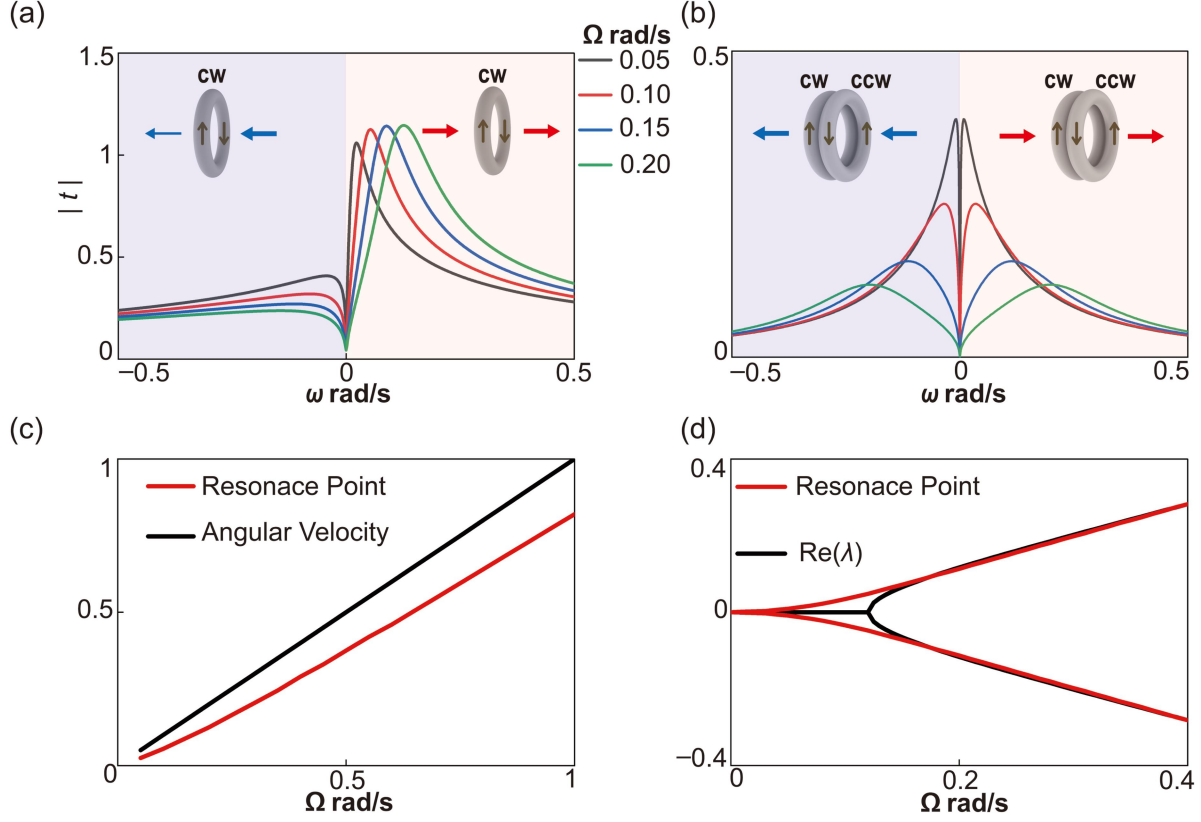 (a)
1.5
1
0.5
0
| t |
CW
CW
−0.5
0
0.5
ω rad/s
Ω rad/s
0.05
0.10
0.15
0.20
(b)
0.5
0
CW CCW
CW CCW
−0.5
0
0.5
ω rad/s
(c)
1
0.5
0
Resonace Point
Angular Velocity
0.5
1
Ω rad/s
(d)
0.4
0
−0.4
Resonace Point
Re(λ)
0
0.2
0.4
Ω rad/s